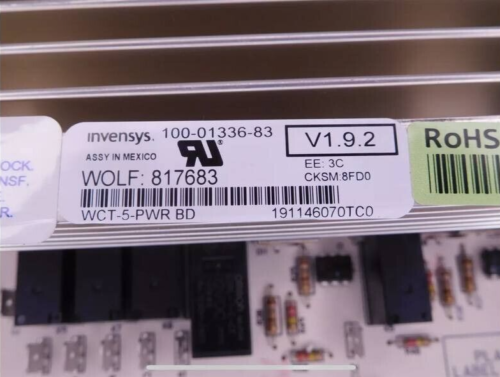 invensys. 100-01336-83
V1.9.2
RoHS
ASSY IN MEXICO
EE: 3C
OCK.
WOLF: 817683
CKSM:8FD0
NSF.
WCT-5-PWR BD
191146070TC0
R.